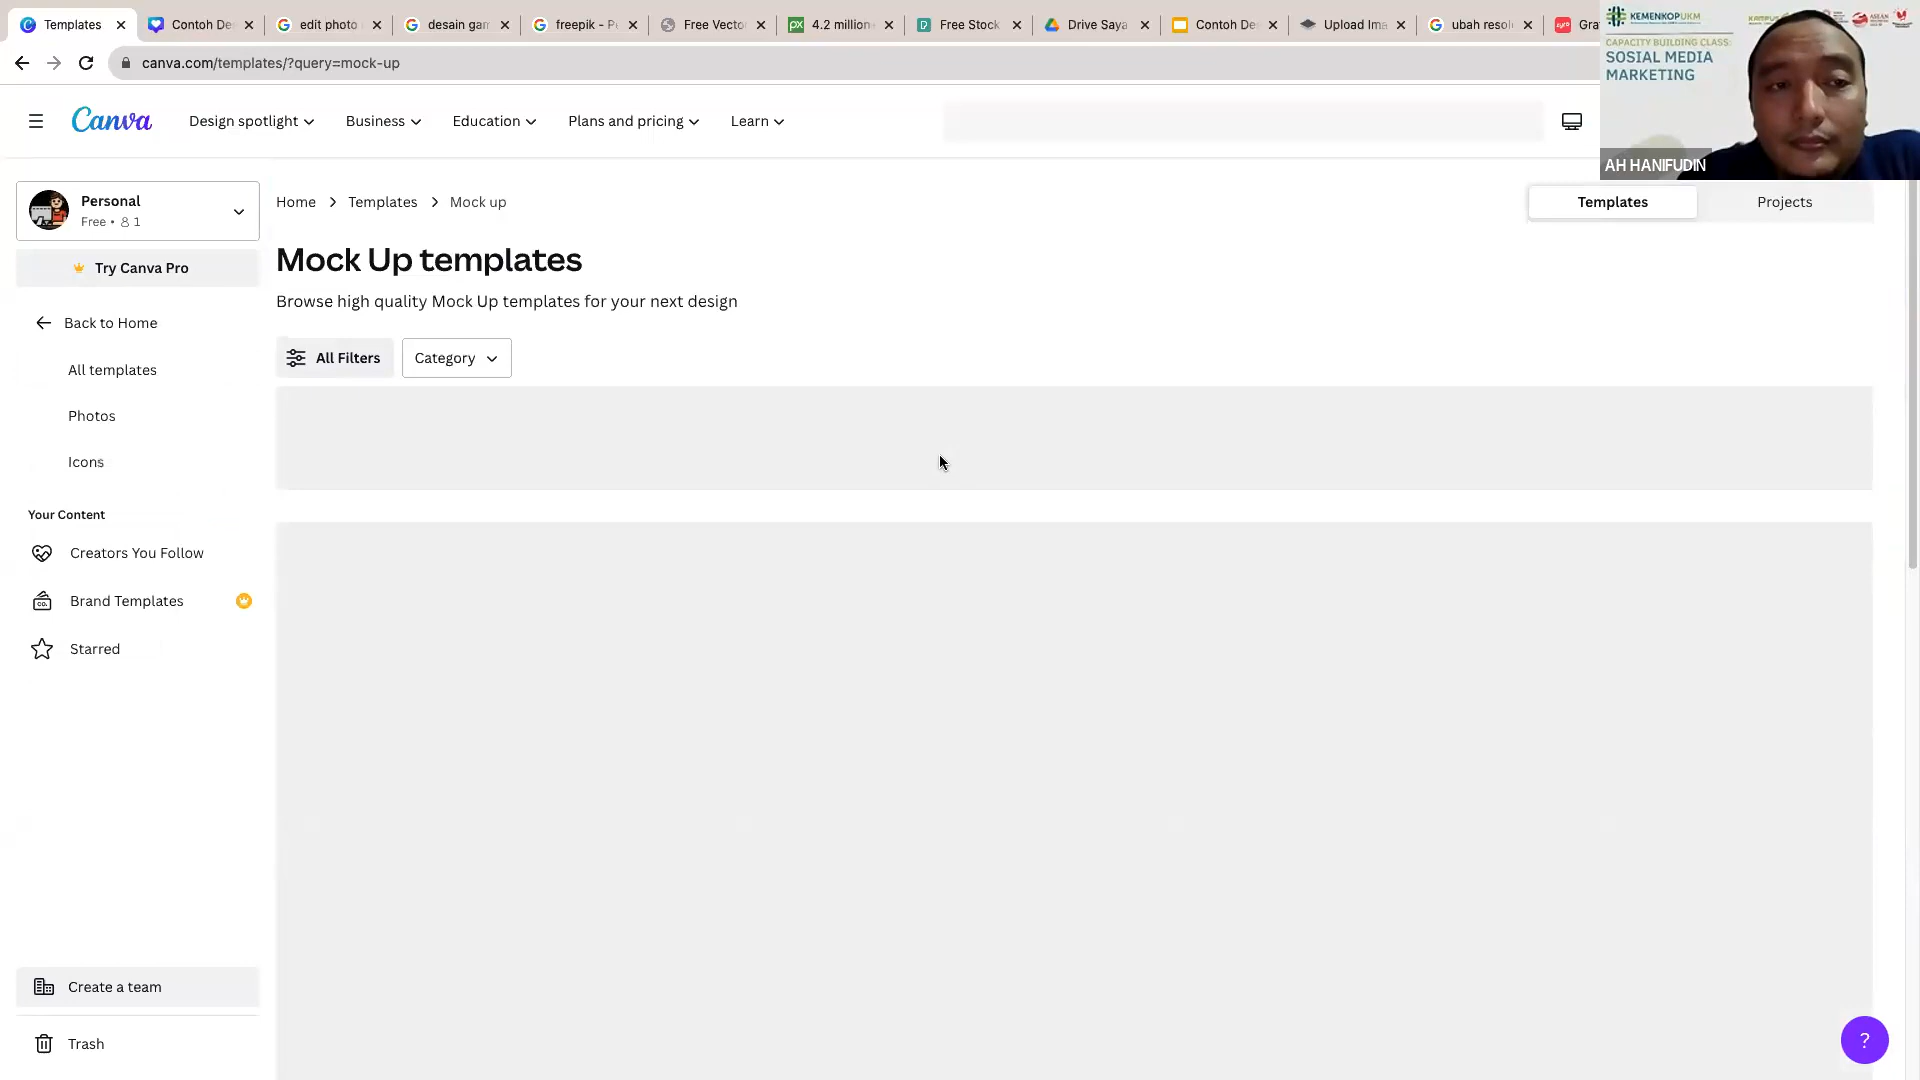 Templates
Contoh De
edit photo
desain gam
freepik - P
Free Vecto
px
4.2 million
Free Stock
Drive Saya
Contoh De
Upload Ima
ubah resol
zyro
Gra
canva.com/templates/?query=mock-up
Canva
Design spotlight
Business
Education
Plans and pricing
Learn
KEMENKOPUKM
CAPACITY BUILDING CLASS:
SOSIAL MEDIA
MARKETING
AH HANIFUDIN
Personal
Free • 1
Try Canva Pro
Back to Home
All templates
Photos
Icons
Your Content
Creators You Follow
Brand Templates
Starred
Create a team
Trash
Home
Templates
Mock up
Templates
Projects
Mock Up templates
Browse high quality Mock Up templates for your next design
All Filters
Category
?